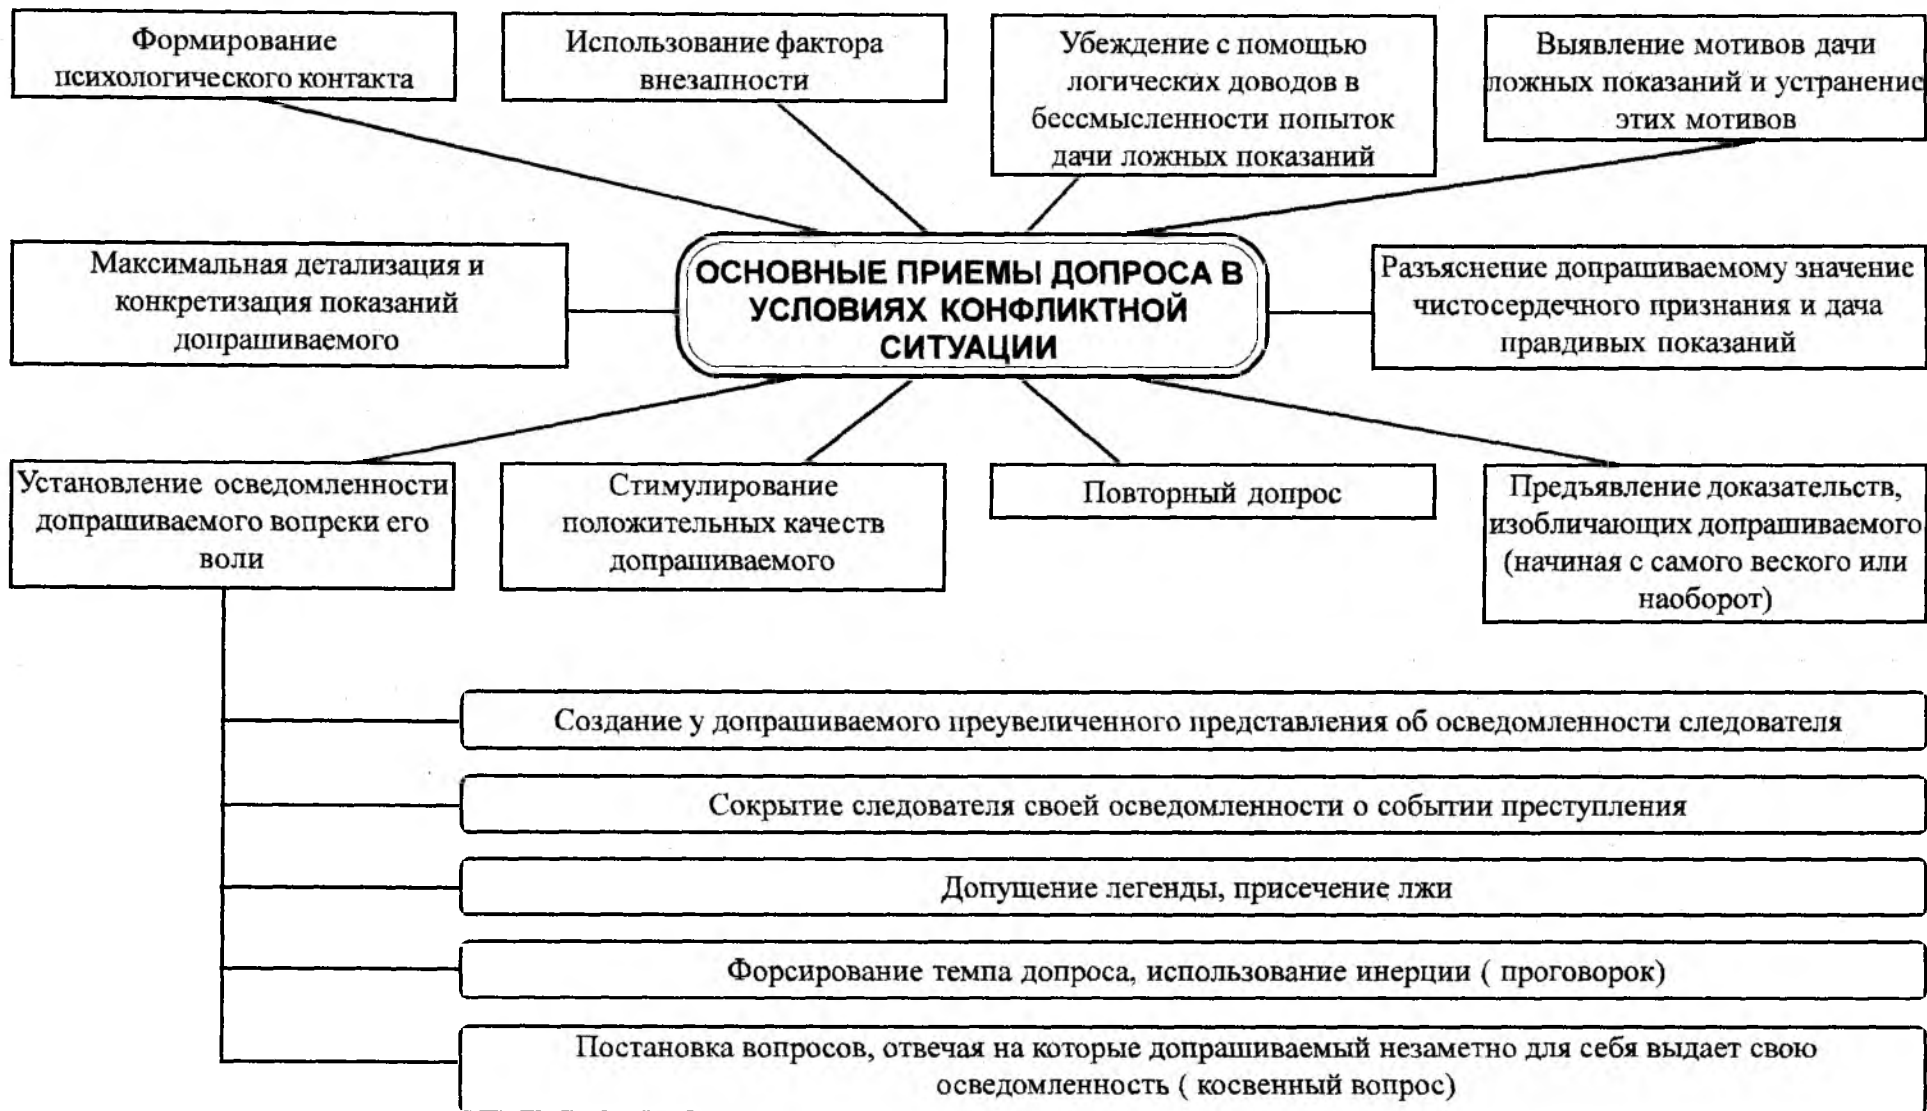 Формирование
психологического контакта
Использование фактора
внезапности
Убеждение с помощью
логических доводов в
бессмысленности попыток
дачи ложных показаний
Выявление мотивов дачи
ложных показаний и устранение
этих мотивов
Максимальная детализация и
конкретизация показаний
допрашиваемого
ОСНОВНЫЕ ПРИЕМЫ ДОПРОСА В
УСЛОВИЯХ КОНФЛИКТНОЙ
СИТУАЦИИ
Разъяснение допрашиваемому значение
чистосердечного признания и дача
правдивых показаний
Установление осведомленности
допрашиваемого вопреки его
воли
Стимулирование
положительных качеств
допрашиваемого
Повторный допрос
Предъявление доказательств,
изобличающих допрашиваемого
(начиная с самого веского или
наоборот)
Создание у допрашиваемого преувеличенного представления об осведомленности следователя
Сокрытие следователя своей осведомленности о событии преступления
Допущение легенды, присечение лжи
Форсирование темпа допроса, использование инерции ( проговорок)
Постановка вопросов, отвечая на которые допрашиваемый незаметно для себя выдает свою
осведомленность ( косвенный вопрос)